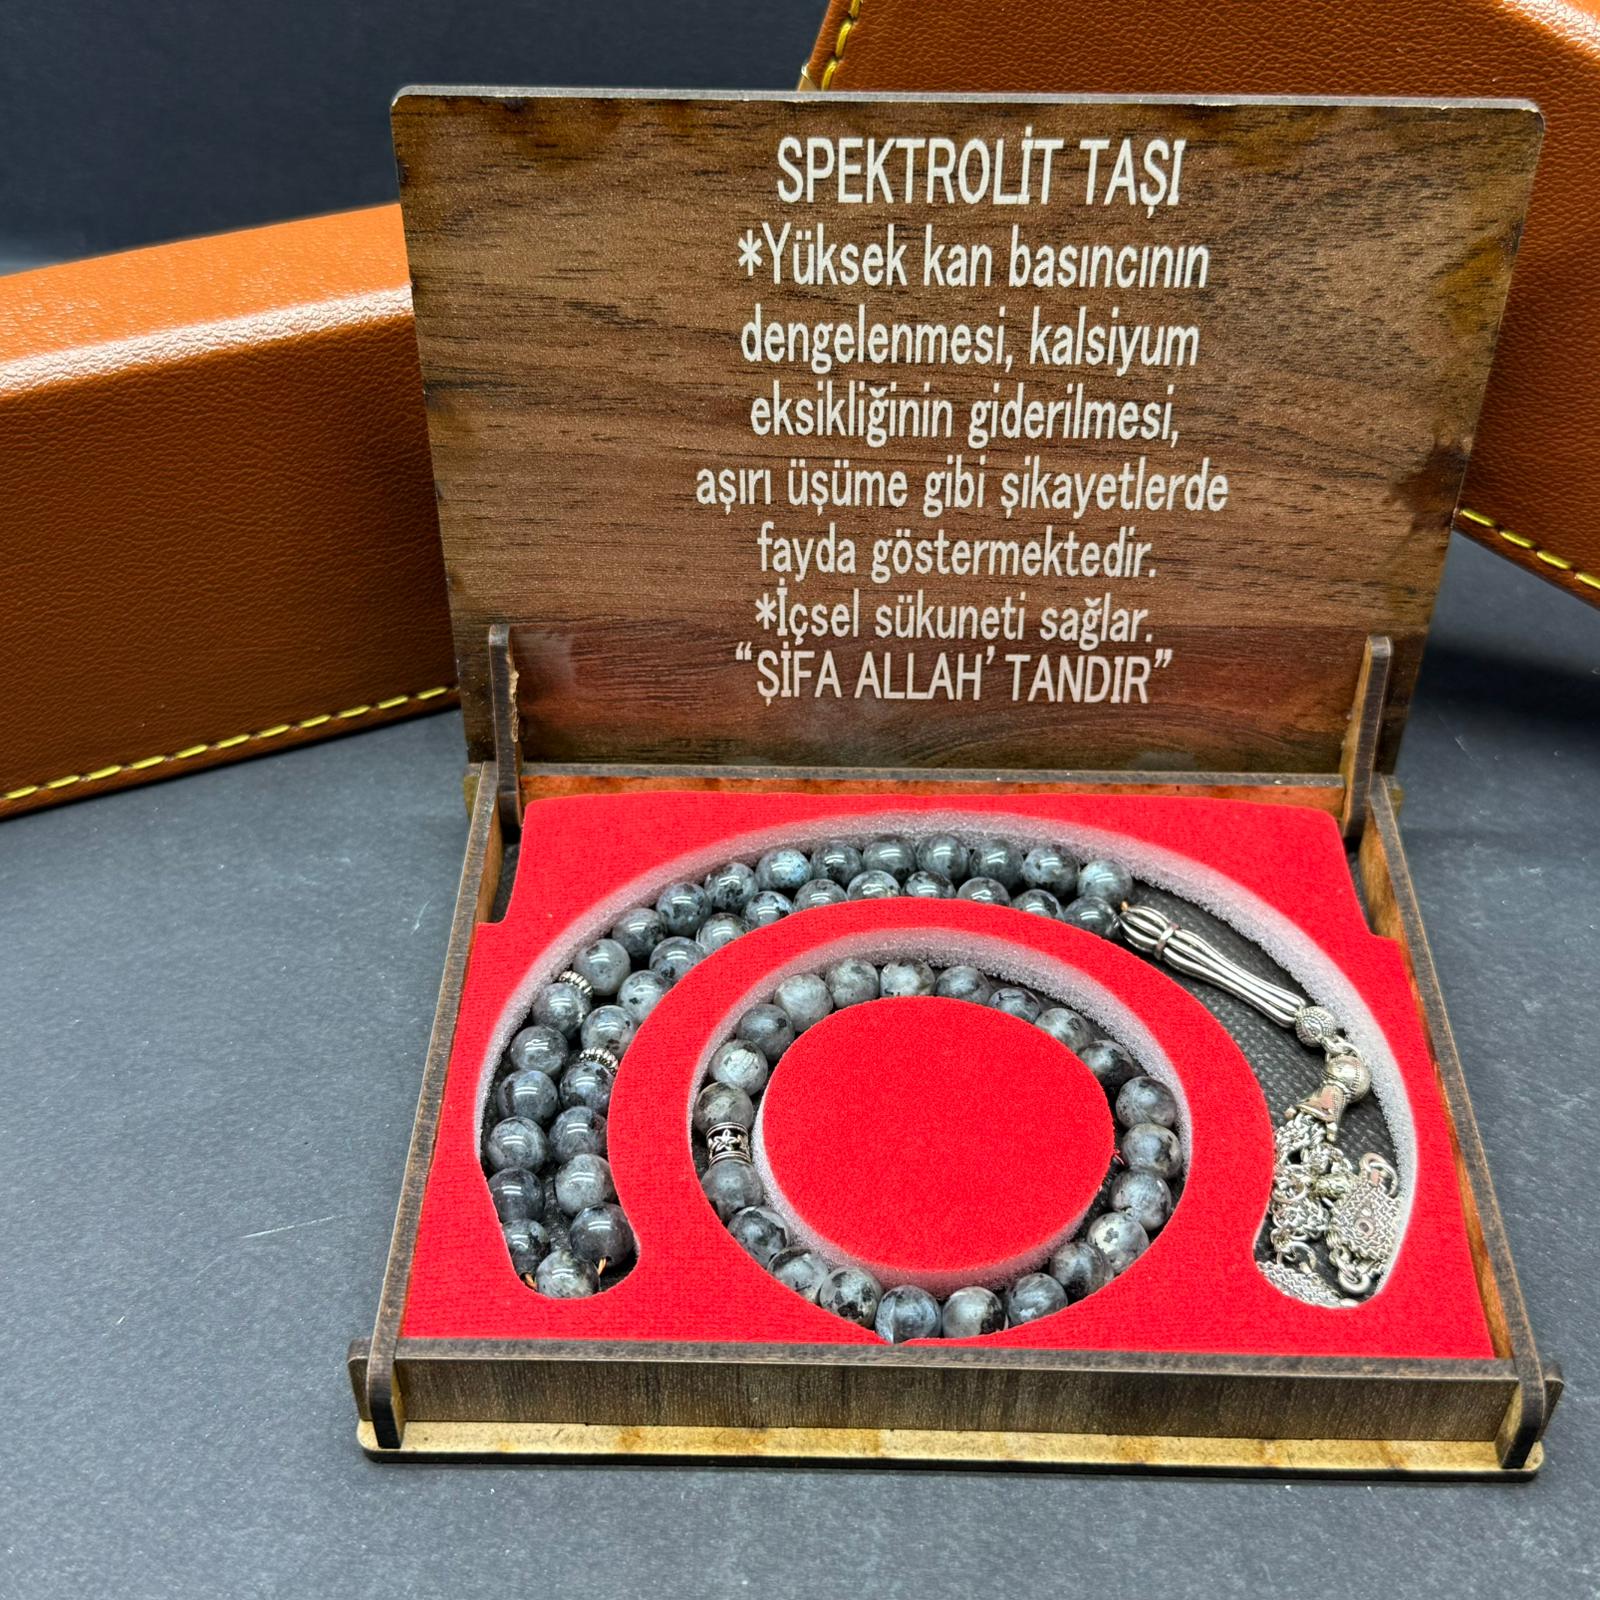 SPEKTROLİT TAŞI
*Yüksek kan basıncının
dengelenmesi, kalsiyum
eksikliğinin giderilmesi,
aşırı üşüme gibi şikayetlerde
fayda göstermektedir.
*İçsel sükuneti sağlar.
“ŞİFA ALLAH’ TANDIR”